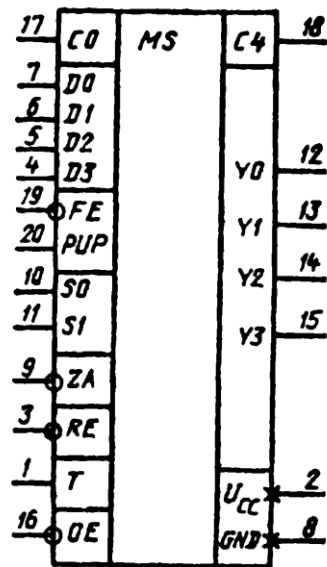 17 C0 MS C4 18
7 D0
6 D1
5 D2
4 D3
Y0 12
19 FE
Y1 13
20 PUP
Y2 14
10 S0
11 S1
Y3 15
9 ZA
3 RE
1 T
UCC 2
16 OE
GND 8